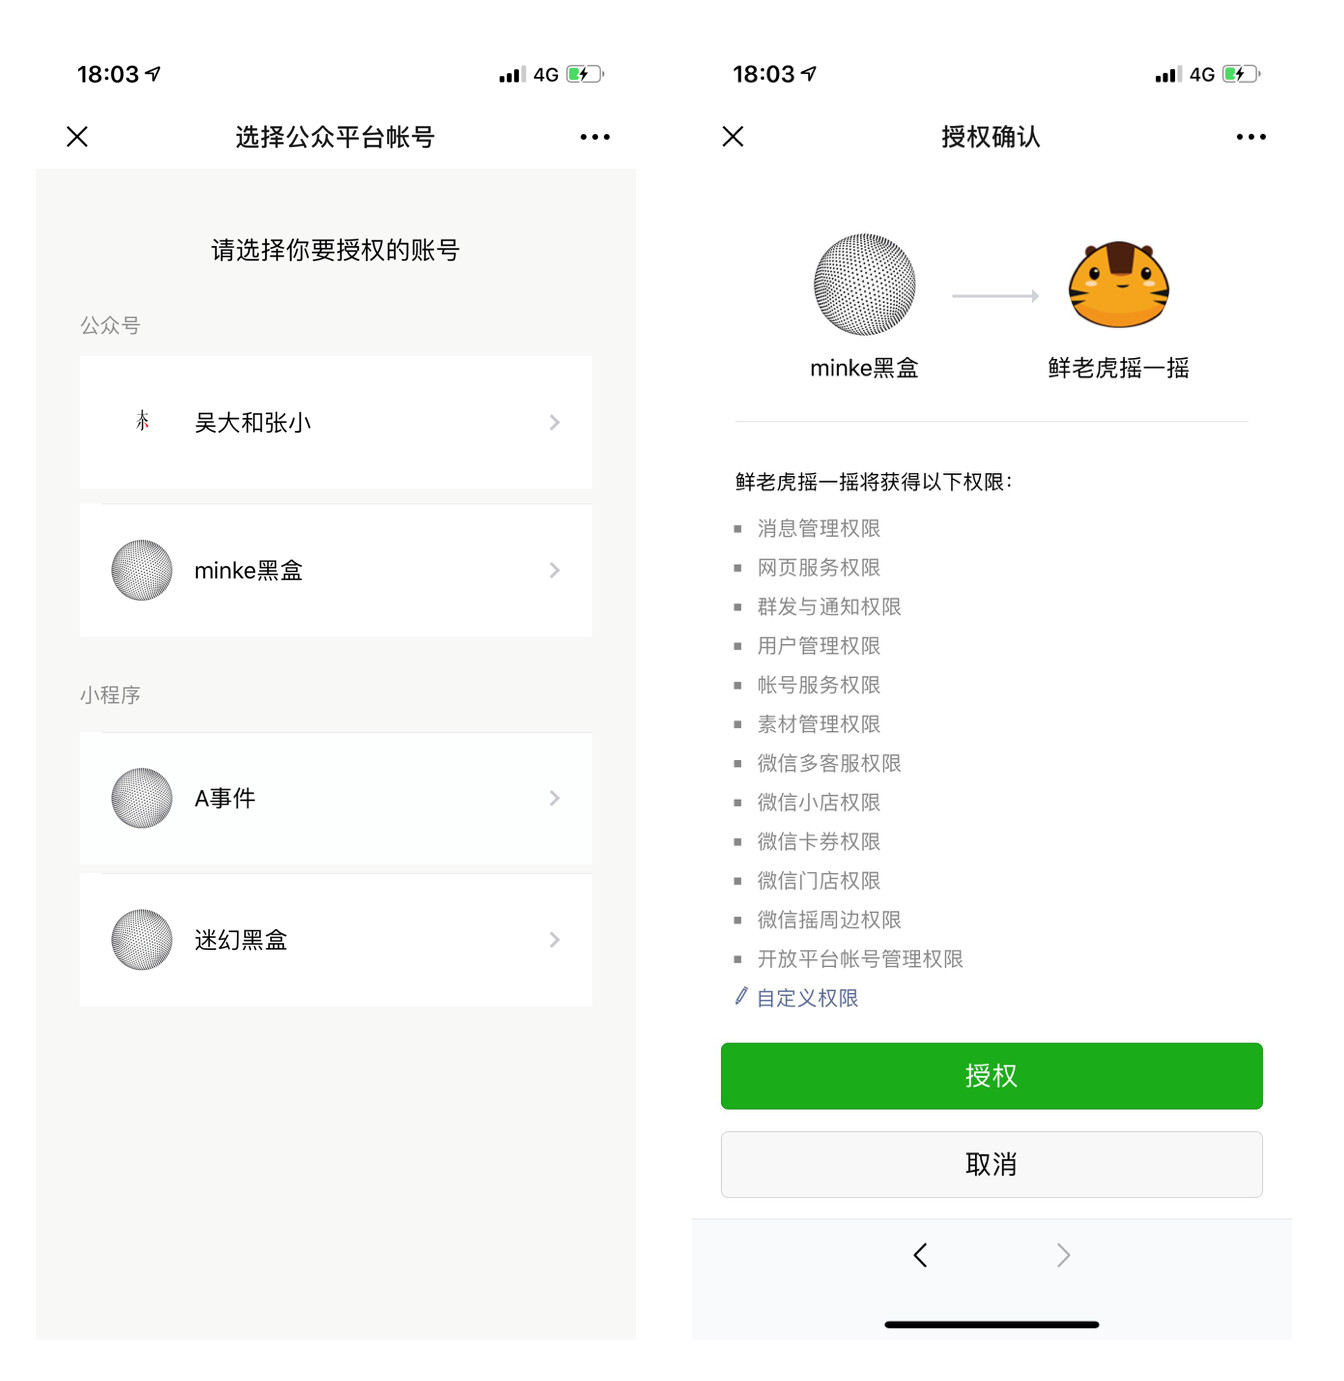 18:03
4G
选择公众平台帐号
请选择你要授权的账号
公众号
吴大和张小
minke黑盒
小程序
A事件
迷幻黑盒
18:03
4G
授权确认
minke黑盒
鲜老虎摇一摇
鲜老虎摇一摇将获得以下权限:
消息管理权限
网页服务权限
群发与通知权限
用户管理权限
帐号服务权限
素材管理权限
微信多客服权限
微信小店权限
微信卡券权限
微信门店权限
微信摇周边权限
开放平台帐号管理权限
自定义权限
授权
取消